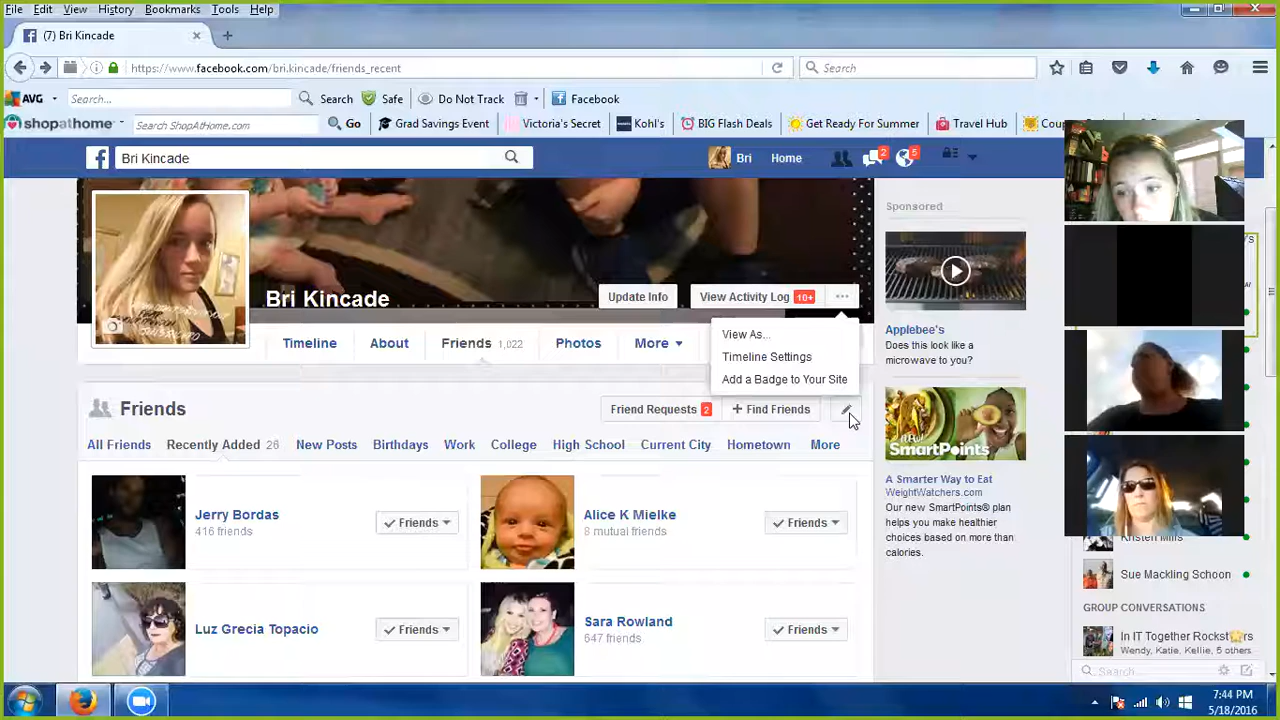 File Edit View History Bookmarks Tools Help
(7) Bri Kincade
https://www.facebook.com/bri.kincade/friends_recent
Search
AVG Search... Search Safe Do Not Track Facebook
shopathome Search ShopAtHome.com Go Grad Savings Event Victoria's Secret Kohl's BIG Flash Deals Get Ready For Summer Travel Hub
Bri Kincade
Bri Home 2 5
Sponsored
Bri Kincade
Update Info View Activity Log 10+ ...
View As...
Timeline Settings
Add a Badge to Your Site
Timeline About Friends 1,022 Photos More
Applebee's
Does this look like a
microwave to you?
Friends
Friend Requests 2 + Find Friends
All Friends Recently Added 26 New Posts Birthdays Work College High School Current City Hometown More
NEW
SmartPoints
Jerry Bordas
416 friends
Friends
Alice K Mielke
8 mutual friends
Friends
A Smarter Way to Eat
WeightWatchers.com
Our new SmartPoints® plan
helps you make healthier
choices based on more than
calories.
Luz Grecia Topacio
Friends
Sara Rowland
647 friends
Friends
Kristen Mills
Sue Mackling Schoon
GROUP CONVERSATIONS
In IT Together Rockst
Wendy, Katie, Kellie, 5 others
Search...
7:44 PM
5/18/2016